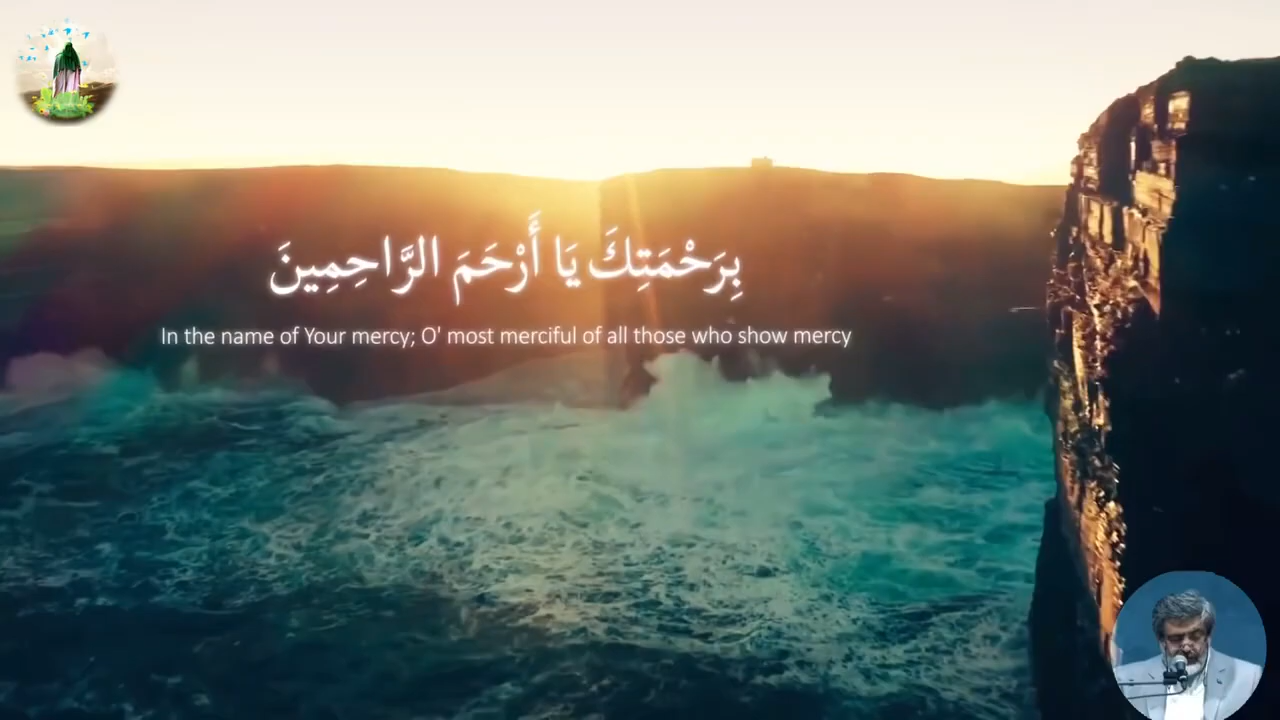 بِرَحْمَتِكَ يَا أَرْحَمَ الرَّاحِمِينَ
In the name of Your mercy; O' most merciful of all those who show mercy